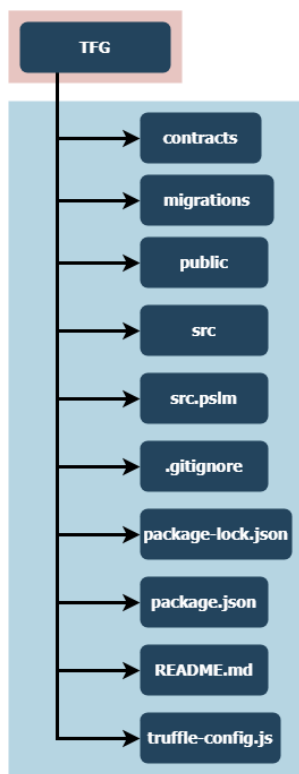 TFG
contracts
migrations
public
src
src.pslm
.gitignore
package-lock.json
package.json
README.md
truffle-config.js